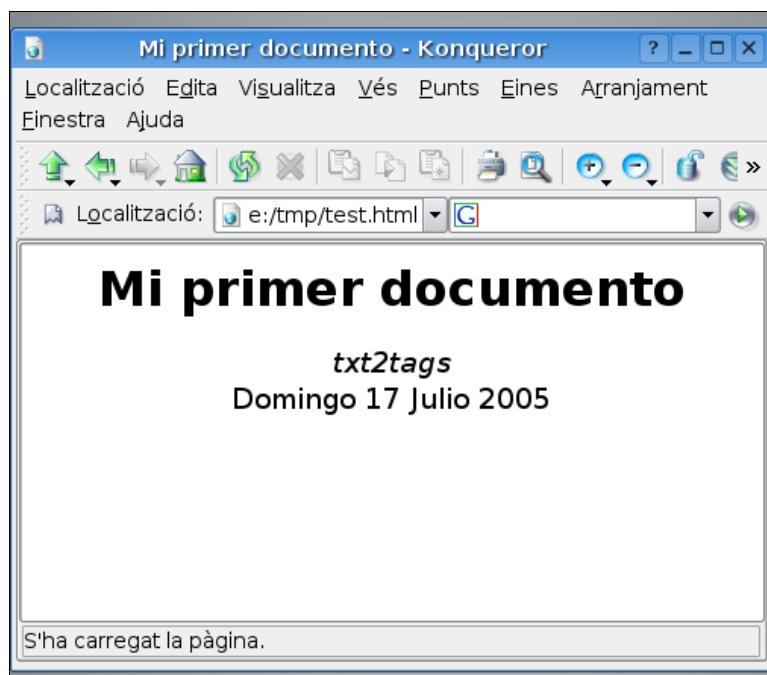 Mi primer documento - Konqueror
Localització Edita Visualitza Vés Punts Eines Arranjament
Finestra Ajuda
Localització: e:/tmp/test.html
Mi primer documento
txt2tags
Domingo 17 Julio 2005
S'ha carregat la pàgina.